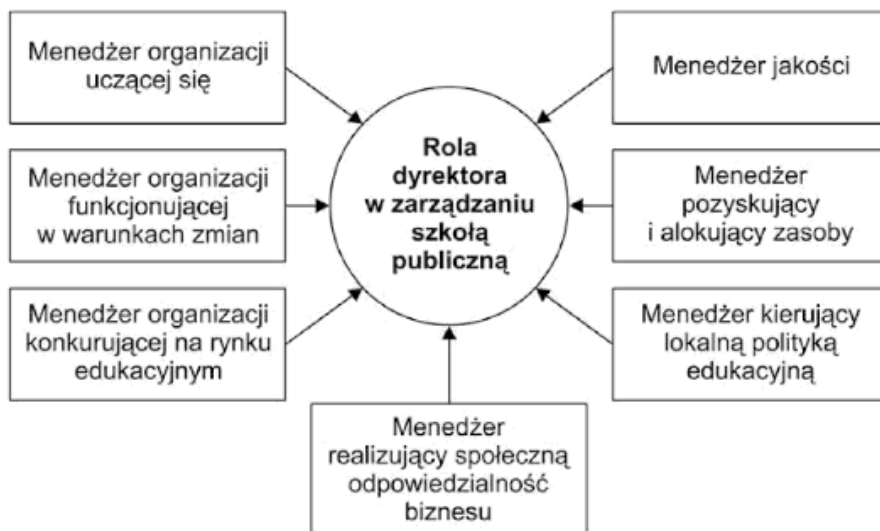 Menedżer organizacji
uczącej się
Menedżer jakości
Rola
dyrektora
w zarządzaniu
szkołą
publiczną
Menedżer organizacji
funkcjonującej
w warunkach zmian
Menedżer
pozyskujący
i alokujący zasoby
Menedżer organizacji
konkurującej na rynku
edukacyjnym
Menedżer kierujący
lokalną polityką
edukacyjną
Menedżer
realizujący społeczną
odpowiedzialność
biznesu